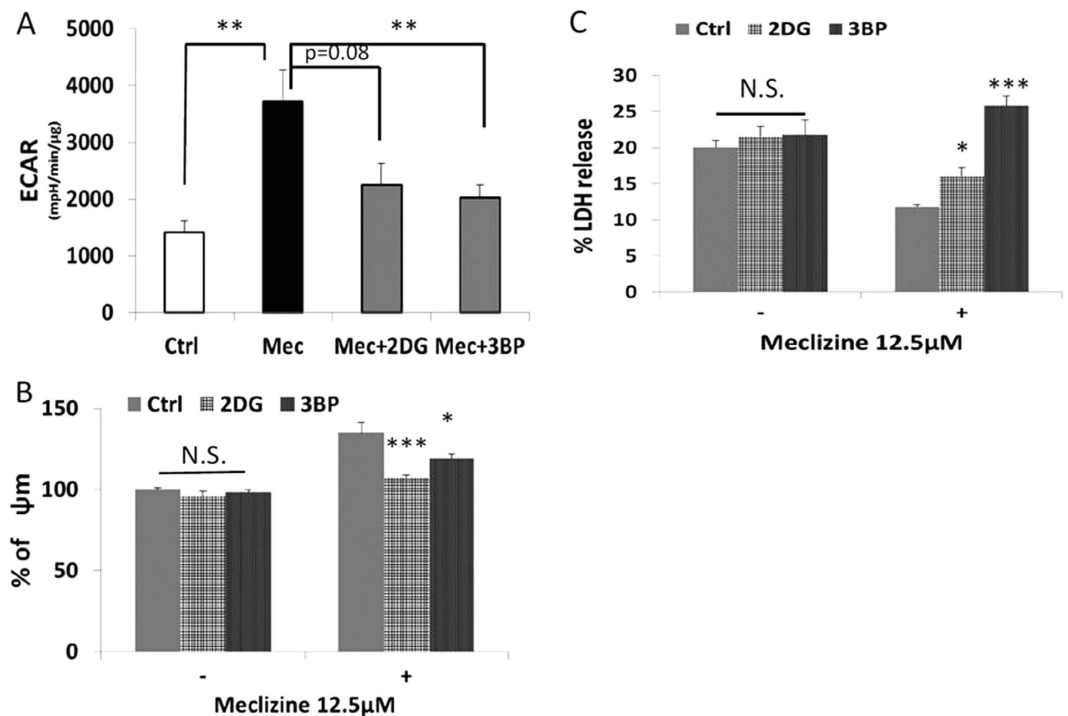 A
5000
4000
3000
2000
1000
0
ECAR
(mpH/min/µg)
**
**
p=0.08
Ctrl Mec Mec+2DG Mec+3BP
C
Ctrl 2DG 3BP
30
25
20
15
10
5
0
% LDH release
N.S.
*
***
- +
Meclizine 12.5µM
B
Ctrl 2DG 3BP
150
100
50
0
% of ψm
N.S.
***
*
- +
Meclizine 12.5µM